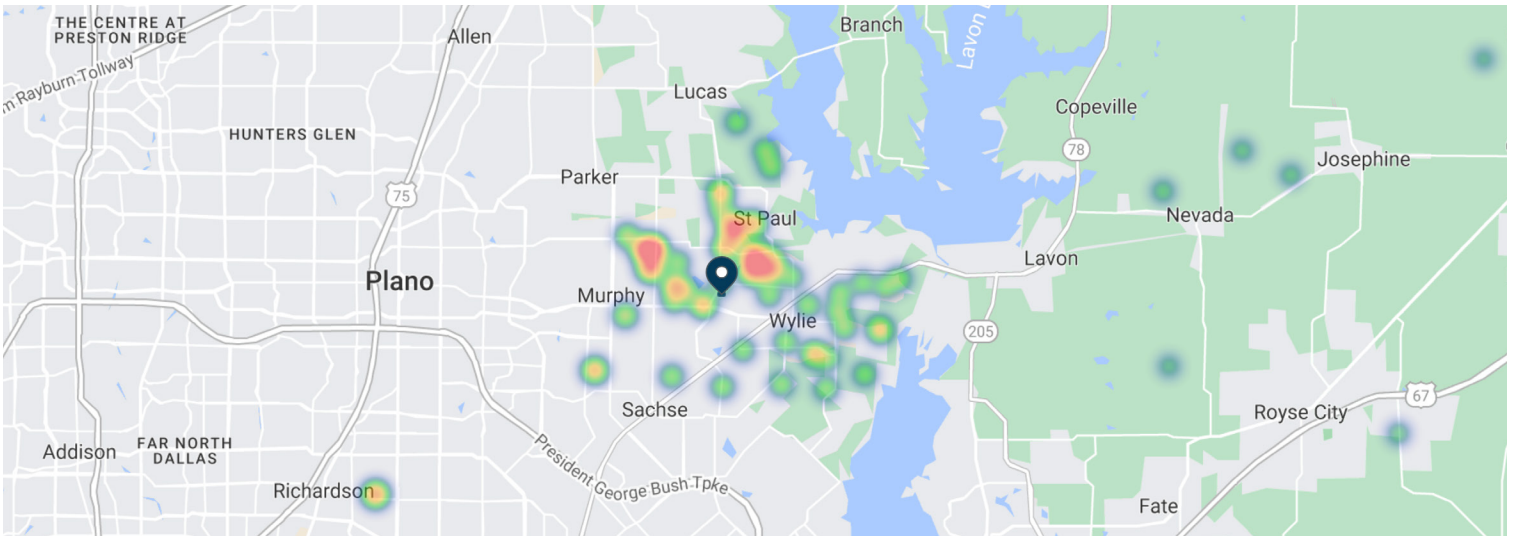 THE CENTRE AT
PRESTON RIDGE
Allen
Branch
Lavon
Rayburn Tollway
Lucas
Copeville
HUNTERS GLEN
78
Josephine
Parker
75
St Paul
Nevada
Plano
Lavon
Murphy
Wylie
205
Sachse
67
Royse City
Addison
FAR NORTH
DALLAS
President George Bush Tpke
Richardson
Fate